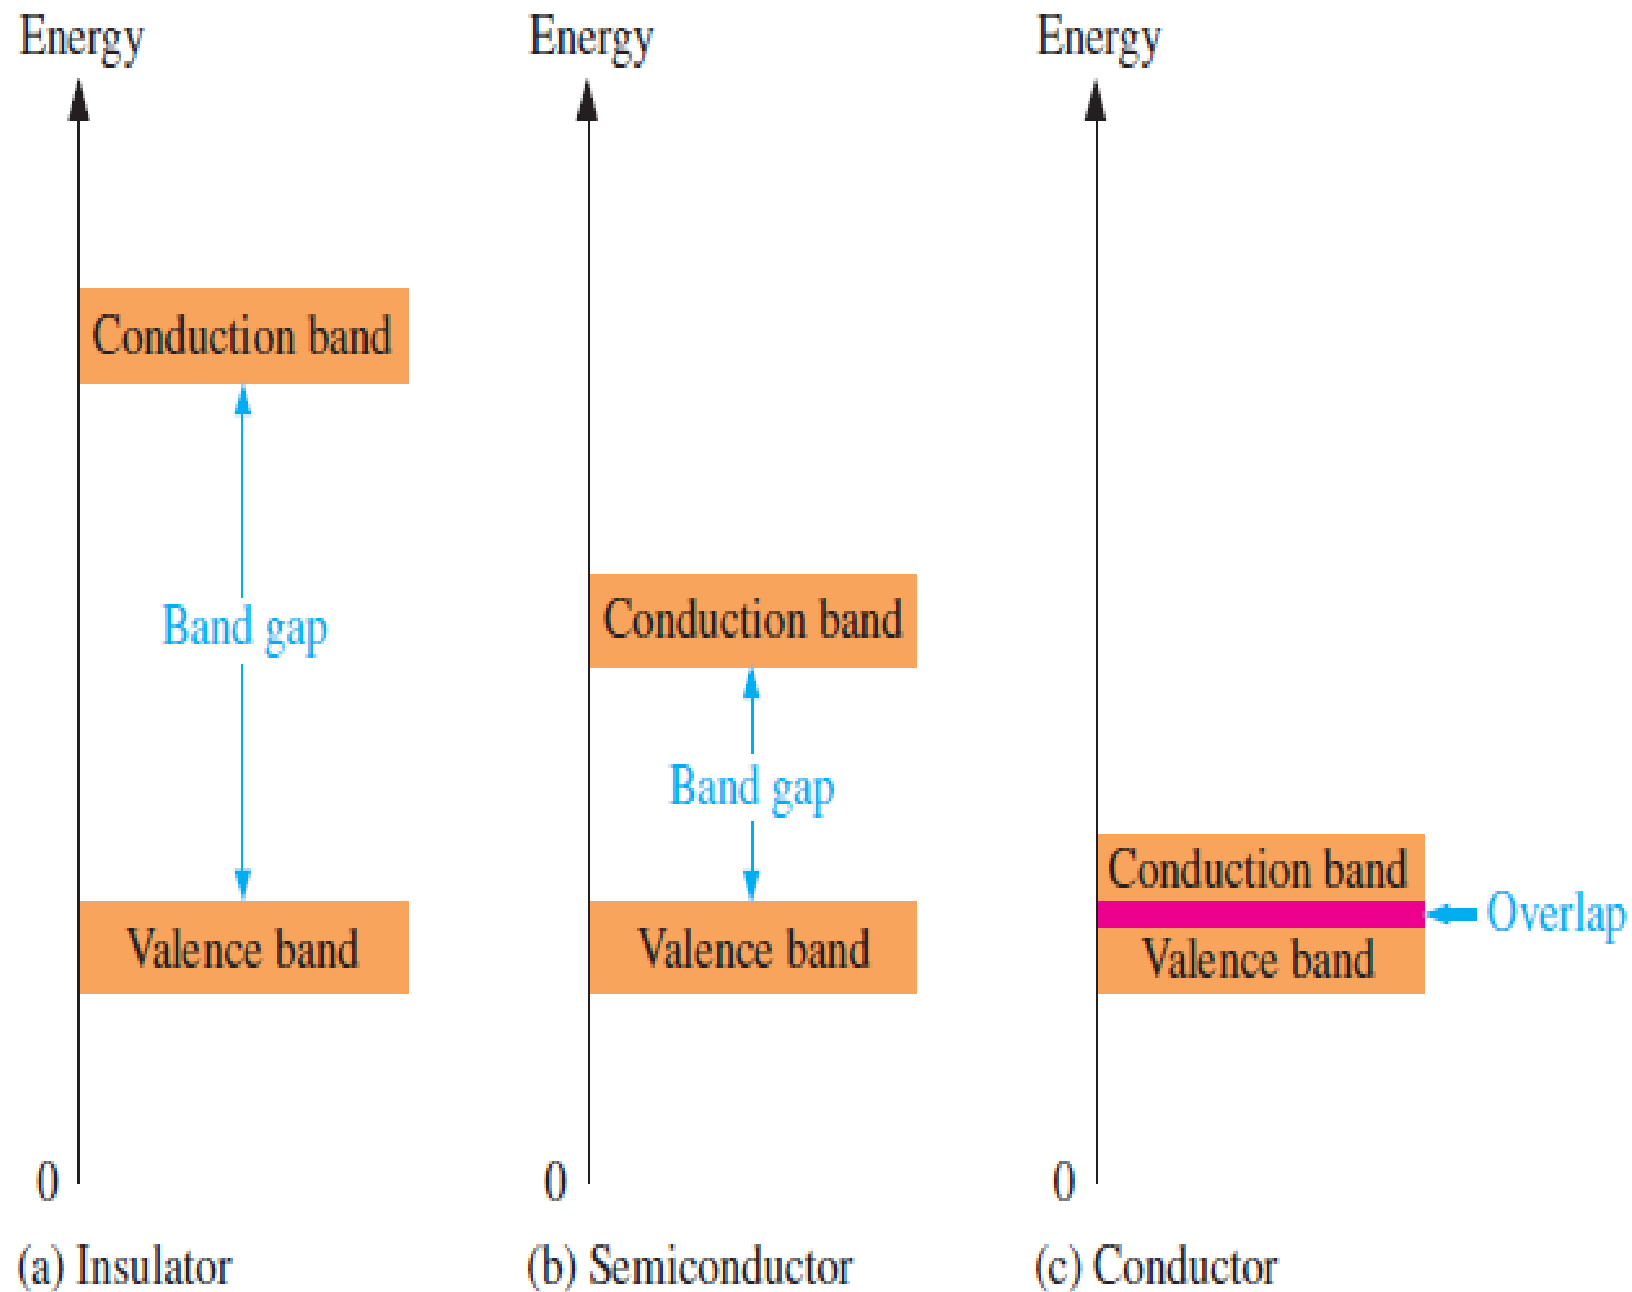 Energy
Conduction band
Band gap
Valence band
0
(a) Insulator
Energy
Conduction band
Band gap
Valence band
0
(b) Semiconductor
Energy
Conduction band
Overlap
Valence band
0
(c) Conductor